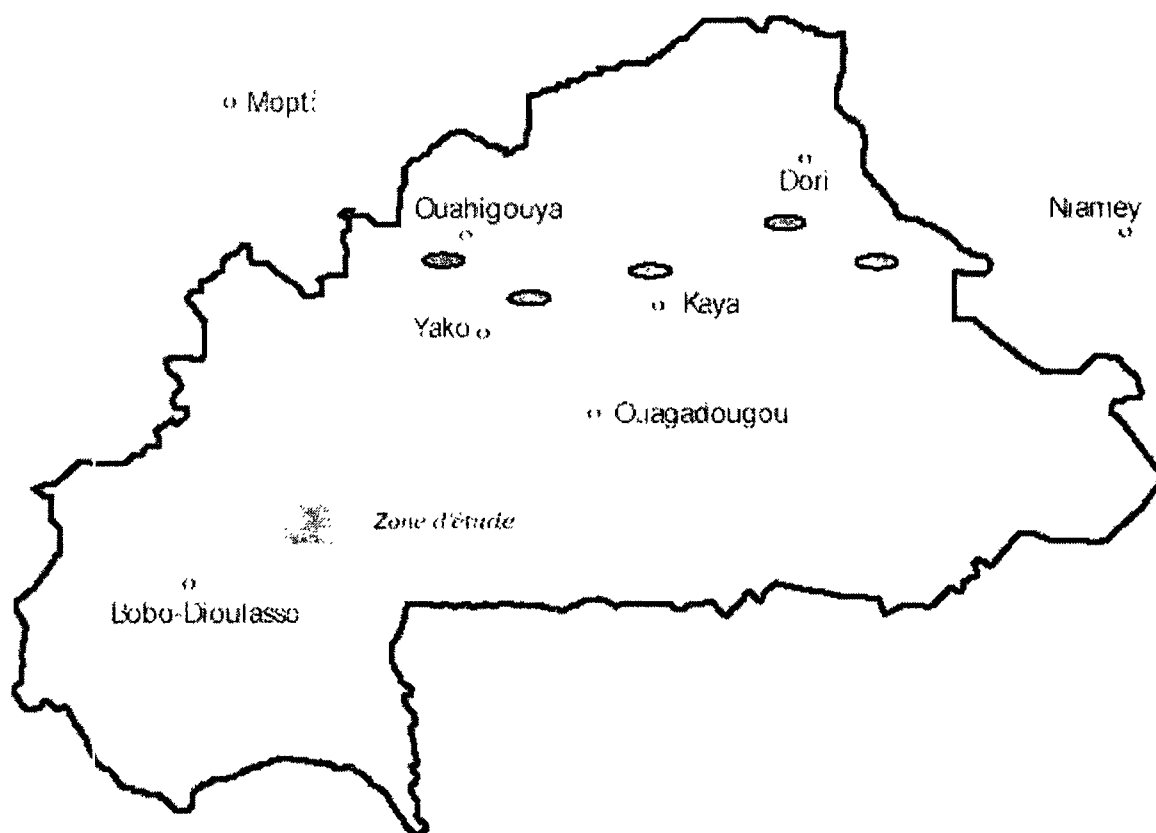 Mopti
Dori
Ouahigouya
Niamey
Kaya
Yako
Ouagadougou
Zone d'étude
Bobo-Dioulasso